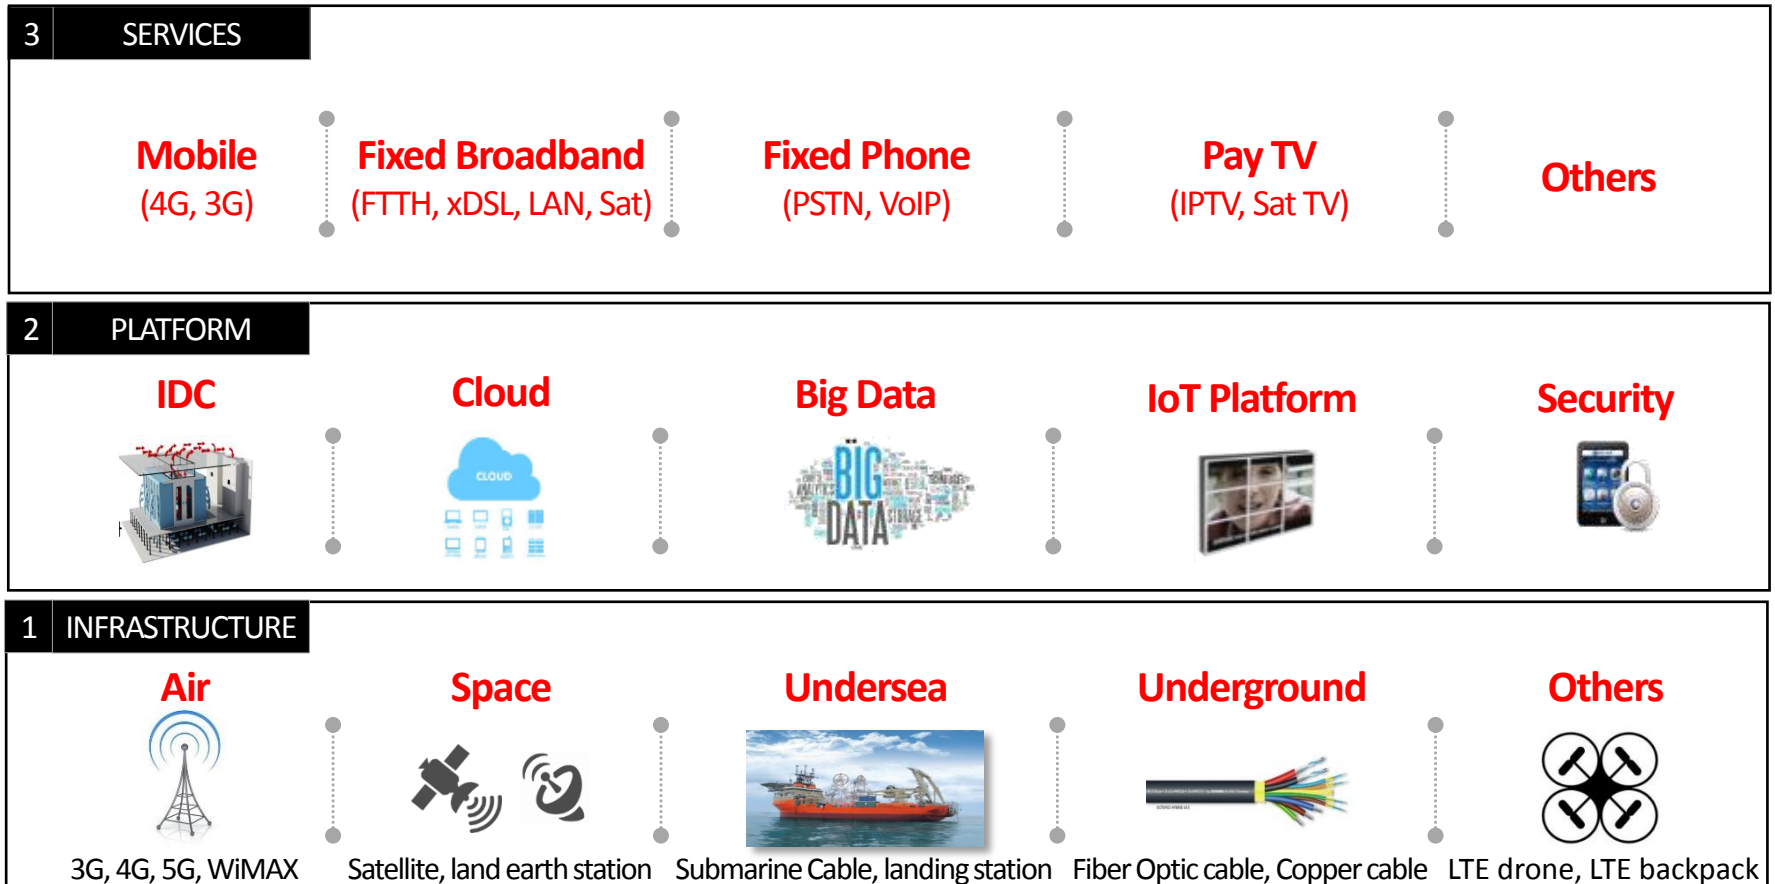 3 SERVICES
Mobile
(4G, 3G)
Fixed Broadband
(FTTH, xDSL, LAN, Sat)
Fixed Phone
(PSTN, VoIP)
Pay TV
(IPTV, Sat TV)
Others
2 PLATFORM
IDC
Cloud
CLOUD
Big Data
BIG
DATA
ANALYTICS
STORAGE
IoT Platform
Security
1 INFRASTRUCTURE
Air
3G, 4G, 5G, WiMAX
Space
Satellite, land earth station
Undersea
Submarine Cable, landing station
Underground
Fiber Optic cable, Copper cable
Others
LTE drone, LTE backpack